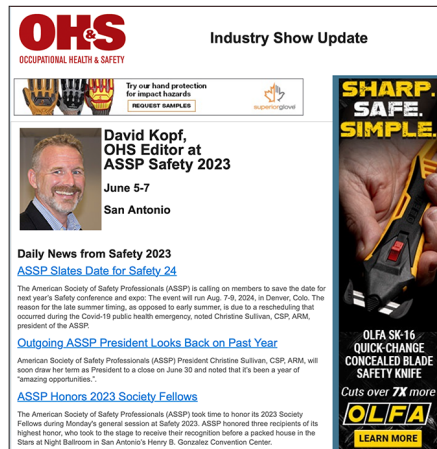 OH&S
OCCUPATIONAL HEALTH & SAFETY
Industry Show Update
Try our hand protection
for impact hazards
REQUEST SAMPLES
superiorglove
David Kopf,
OHS Editor at
ASSP Safety 2023
June 5-7
San Antonio
Daily News from Safety 2023
ASSP Slates Date for Safety 24
The American Society of Safety Professionals (ASSP) is calling on members to save the date for
next year's Safety conference and expo: The event will run Aug. 7-9, 2024, in Denver, Colo. The
reason for the late summer timing, as opposed to early summer, is due to a rescheduling that
occurred during the Covid-19 public health emergency, noted Christine Sullivan, CSP, ARM,
president of the ASSP.
Outgoing ASSP President Looks Back on Past Year
American Society of Safety Professionals (ASSP) President Christine Sullivan, CSP, ARM, will
soon draw her term as President to a close on June 30 and noted that it's been a year of
"amazing opportunities.".
ASSP Honors 2023 Society Fellows
The American Society of Safety Professionals (ASSP) took time to honor its 2023 Society
Fellows during Monday's general session at Safety 2023. ASSP honored three recipients of its
highest honor, who took to the stage to receive their recognition before a packed house in the
Stars at Night Ballroom in San Antonio's Henry B. Gonzalez Convention Center.
SHARP.
SAFE.
SIMPLE.
OLFA SK-16
QUICK-CHANGE
CONCEALED BLADE
SAFETY KNIFE
Cuts over 7X more
OLFA
LEARN MORE